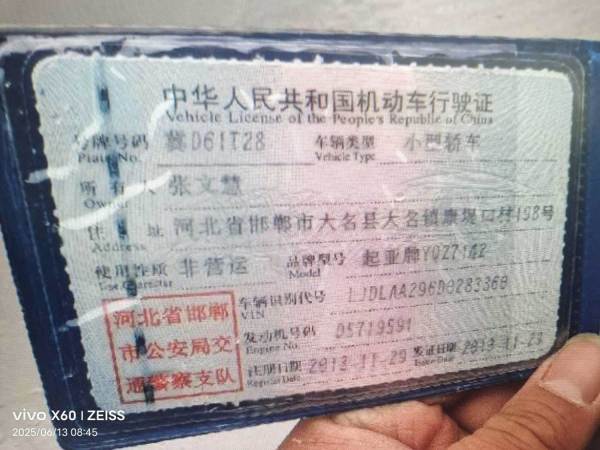 中华人民共和国机动车行驶证
Vehicle License of the People's Republic of China
号牌号码 冀D61T28 车辆类型 小型轿车
Plate No. Vehicle Type
所有人 张文慧
Owner
住址 河北省邯郸市大名县大名镇康堤口村198号
Address
使用性质 非营运 品牌型号 起亚牌YQZ7142
Use Character Model
河北省邯郸
市公安局交
通警察支队
车辆识别代号 LJDLAA296D0283360
VIN
发动机号码 D5719591
Engine No.
注册日期 2013-11-29 发证日期 2013-11-29
Register Date Issue Date
vivo X60 | ZEISS
2025/06/13 08:45